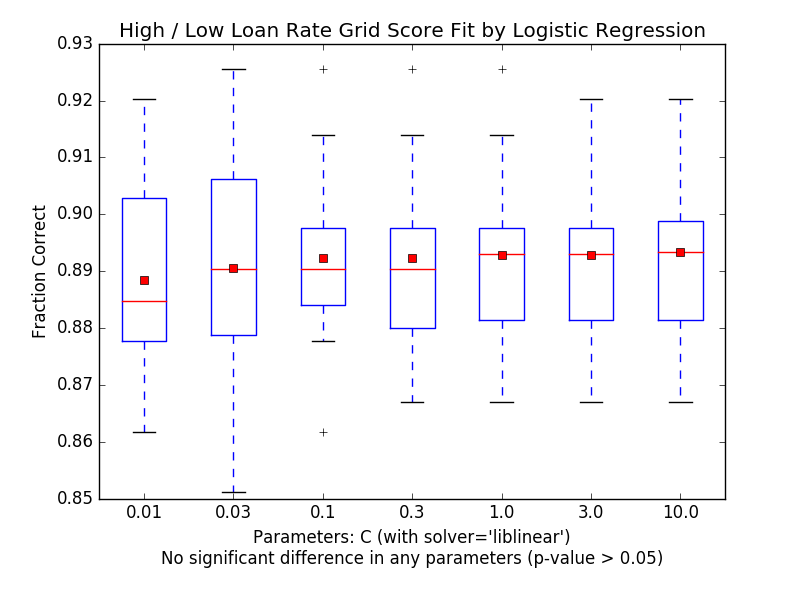 High / Low Loan Rate Grid Score Fit by Logistic Regression
0.93
0.92
0.91
0.90
0.89
0.88
0.87
0.86
0.85
Fraction Correct
0.01 0.03 0.1 0.3 1.0 3.0 10.0
Parameters: C (with solver='liblinear')
No significant difference in any parameters (p-value > 0.05)